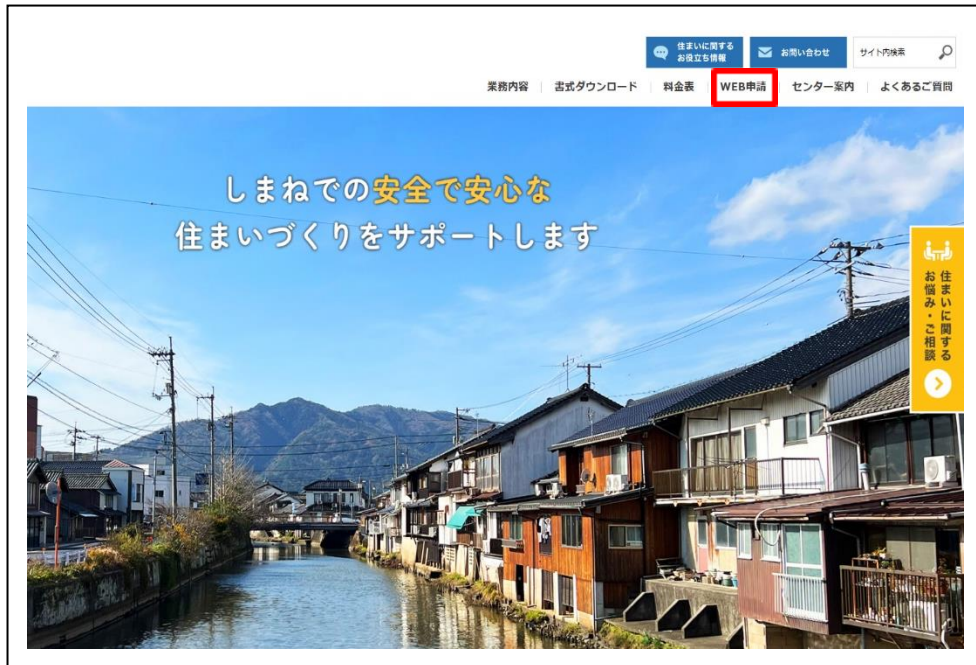 住まいに関する
お役立ち情報
お問い合わせ
サイト内検索
業務内容
書式ダウンロード
料金表
WEB申請
センター案内
よくあるご質問
しまねでの安全で安心な
住まいづくりをサポートします
住まいに関する
お悩み・ご相談